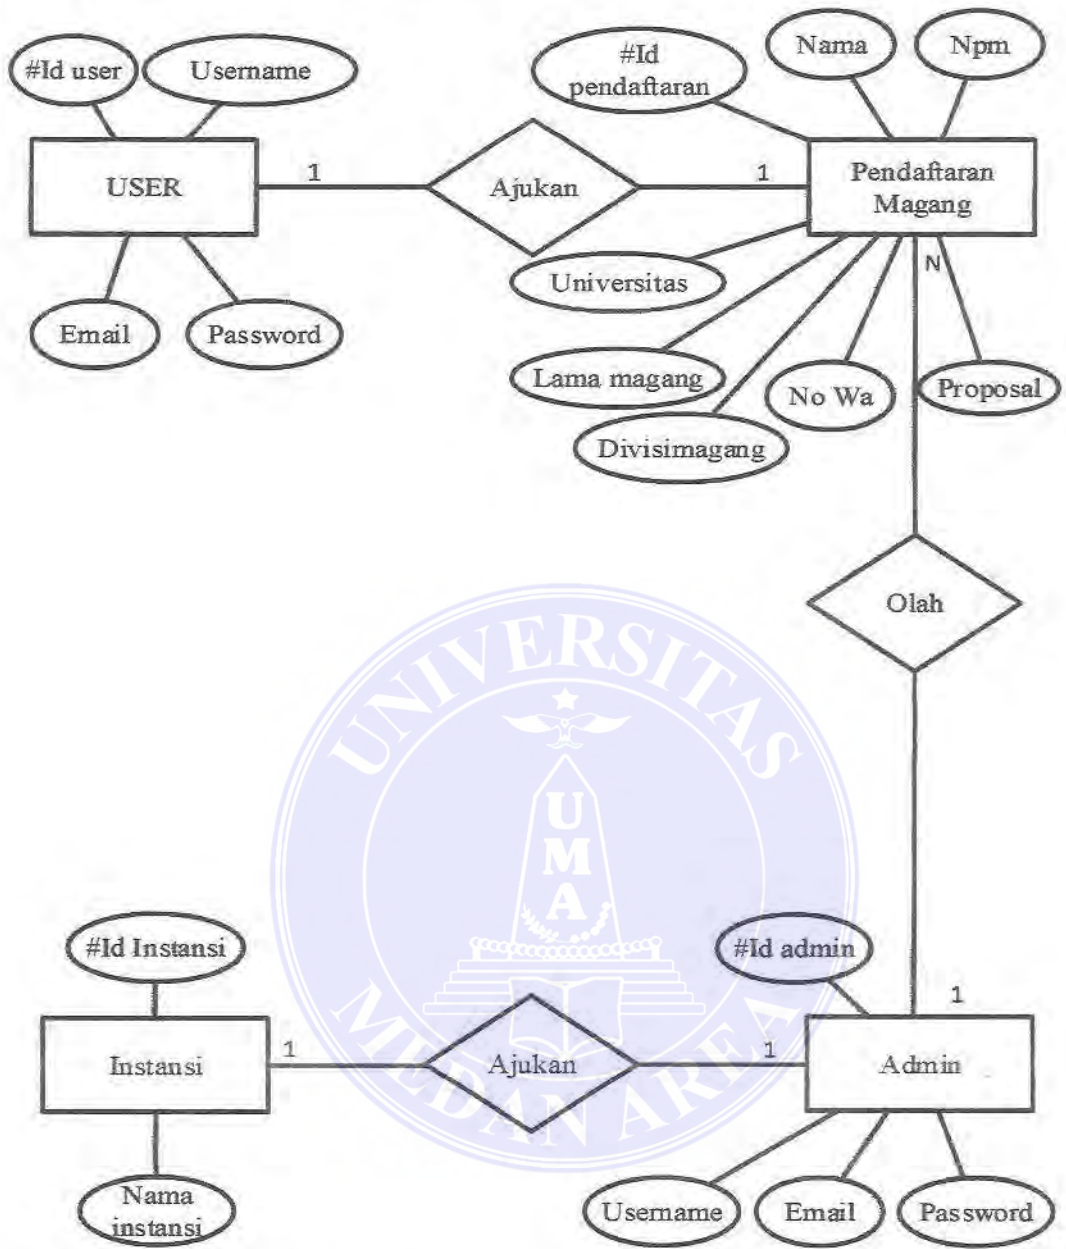 #Id user
Username
#Id
pendaftaran
Nama
Npm
USER
1
Ajukan
1
Pendaftaran
Magang
N
Universitas
Email
Password
Lama magang
No Wa
Proposal
Divisimagang
Olah
UNIVERSITAS
UMA
MEDAN AREA
#Id Instansi
#Id admin
1
Instansi
1
Ajukan
1
Admin
Nama
instansi
Username
Email
Password